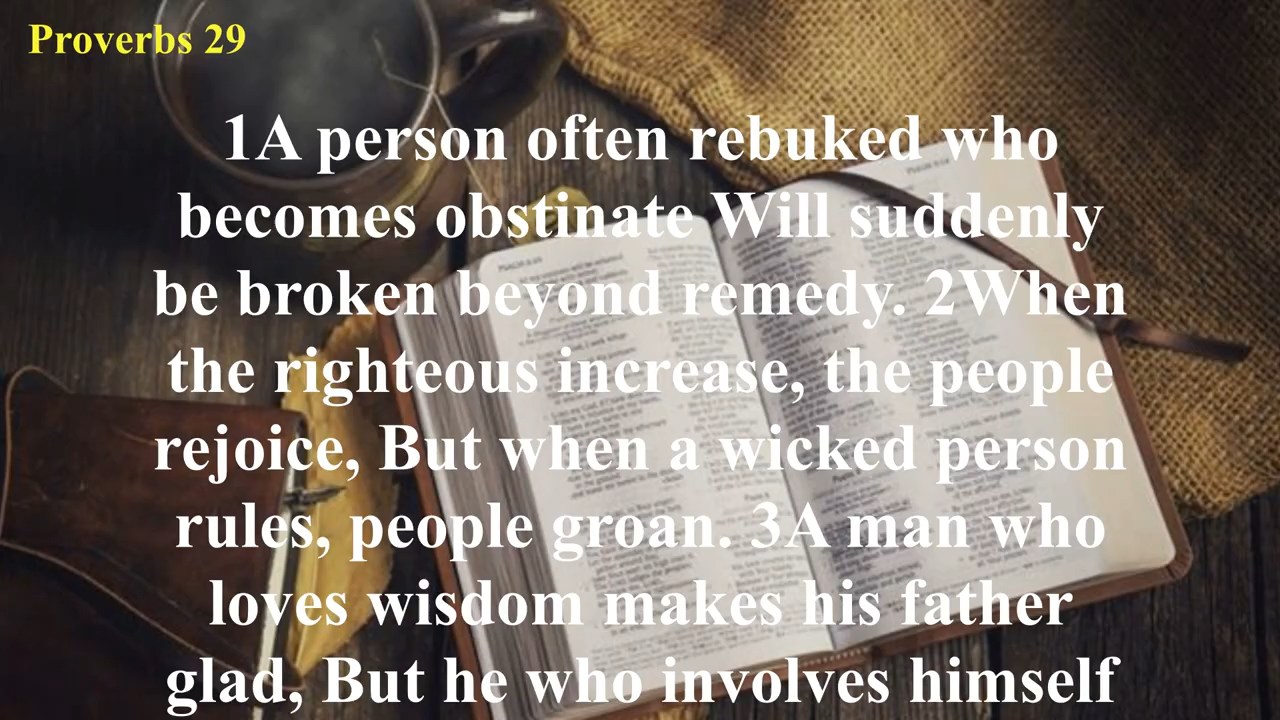 Proverbs 29
1A person often rebuked who
becomes obstinate Will suddenly
be broken beyond remedy. 2When
the righteous increase, the people
rejoice, But when a wicked person
rules, people groan. 3A man who
loves wisdom makes his father
glad, But he who involves himself